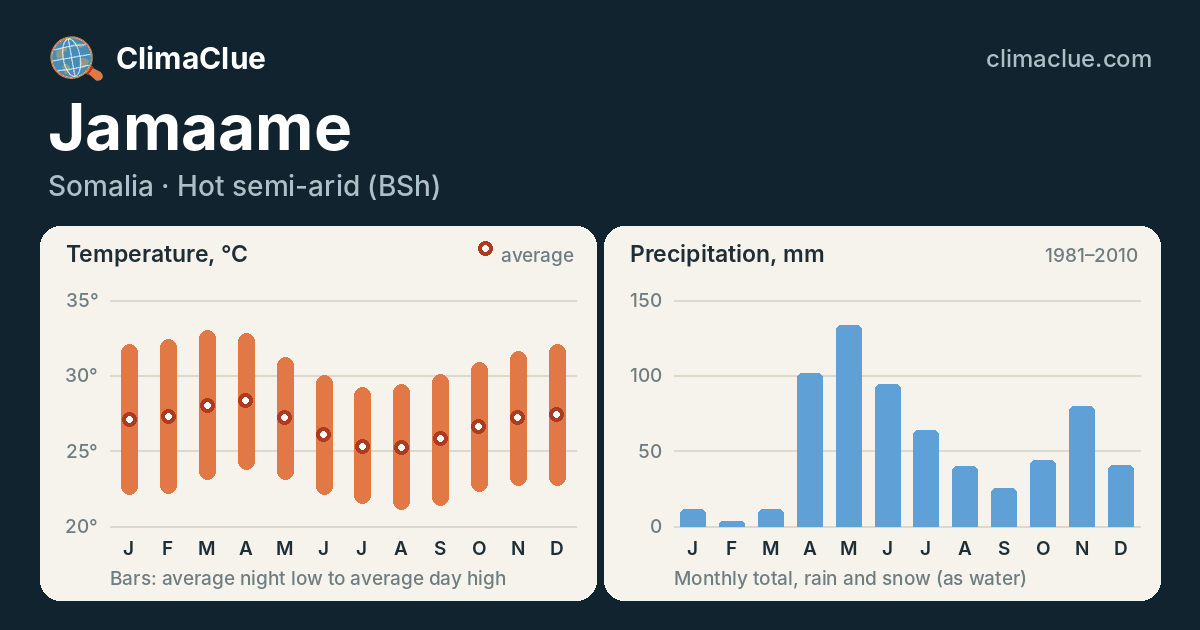 ClimaClue
climaclue.com
Jamaame
Somalia · Hot semi-arid (BSh)
Temperature, °C
average
35°
30°
25°
20°
J F M A M J J A S O N D
Bars: average night low to average day high
Precipitation, mm
1981–2010
150
100
50
0
J F M A M J J A S O N D
Monthly total, rain and snow (as water)